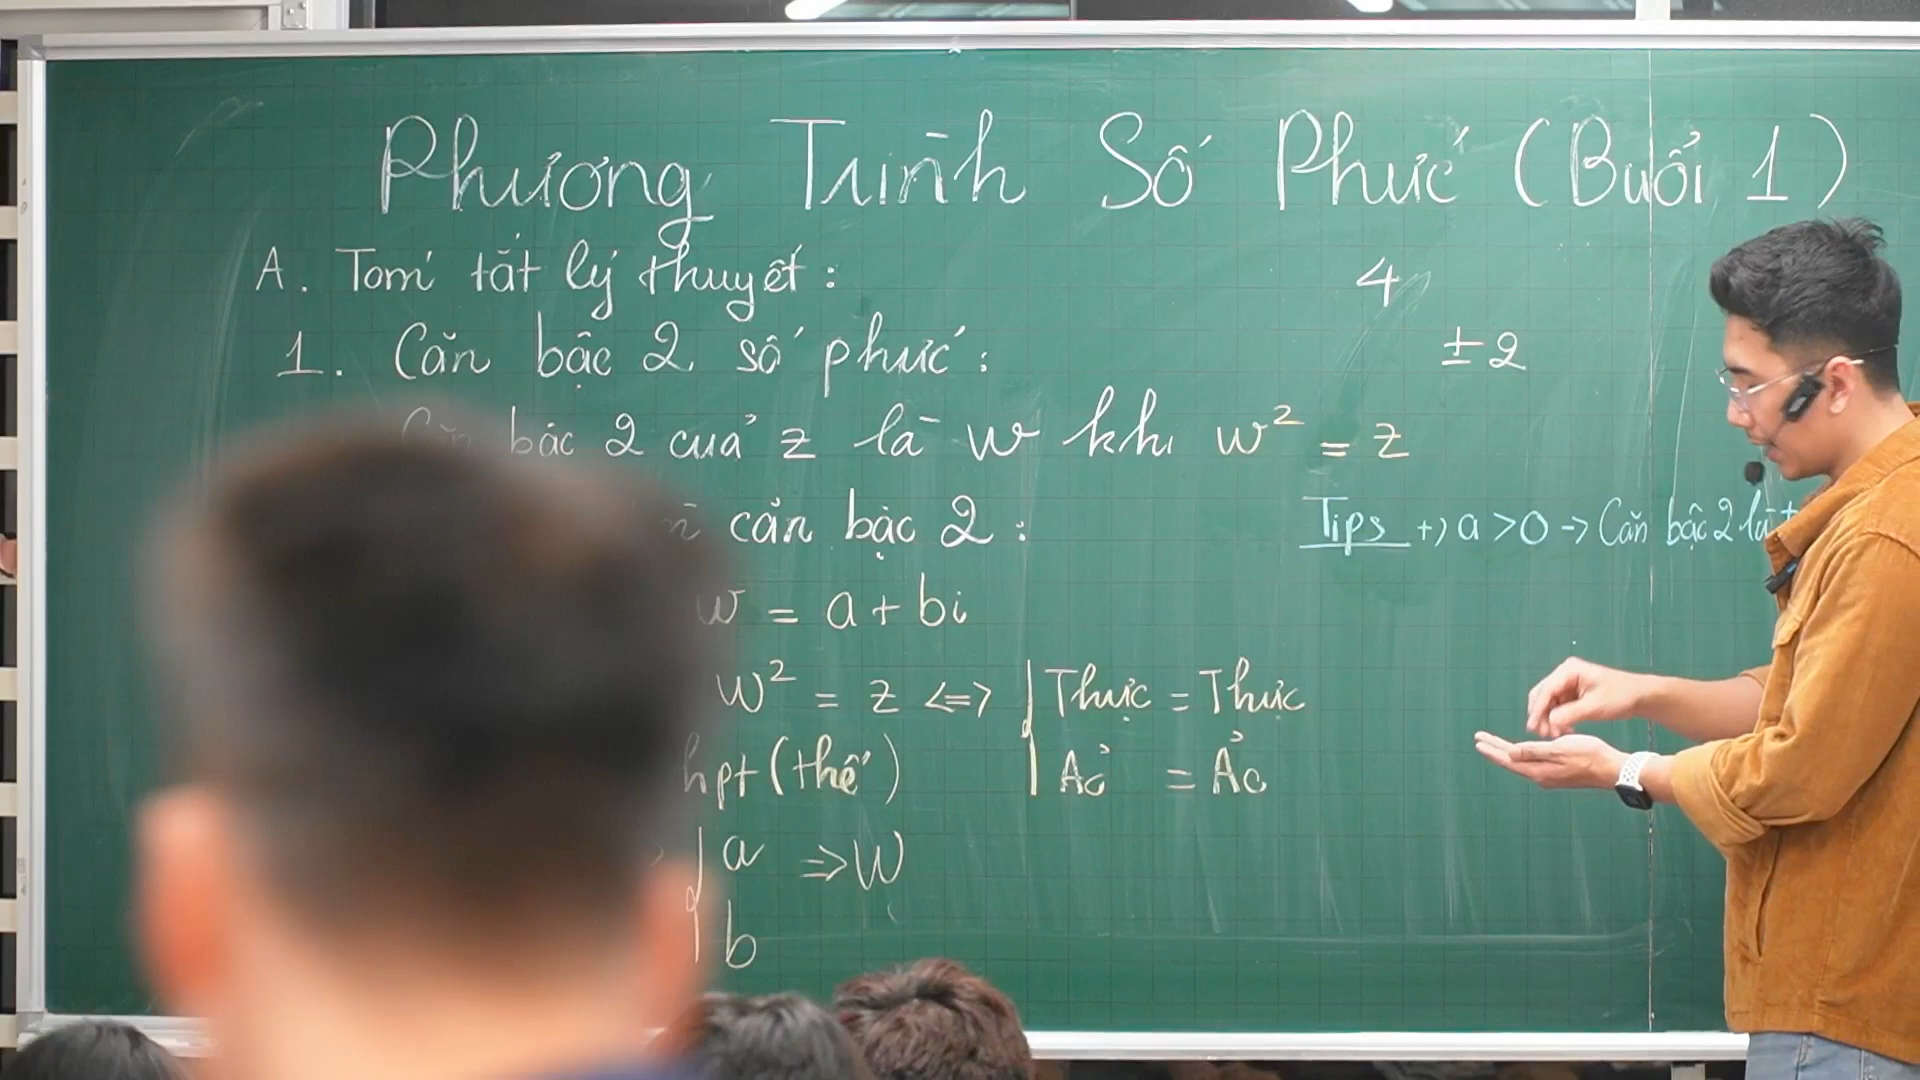 Phương Trình Số Phức (Buổi 1)
A. Tóm tắt lý thuyết:
4
1. Căn bậc 2 số phức:
±2
Căn bậc 2 của z là w khi w² = z
căn bậc 2:
Tips +) a > 0 -> Căn bậc 2 là
w = a + bi
w² = z <=> Thực = Thực
hpt (thế) Ảo = Ảo
a => W
b